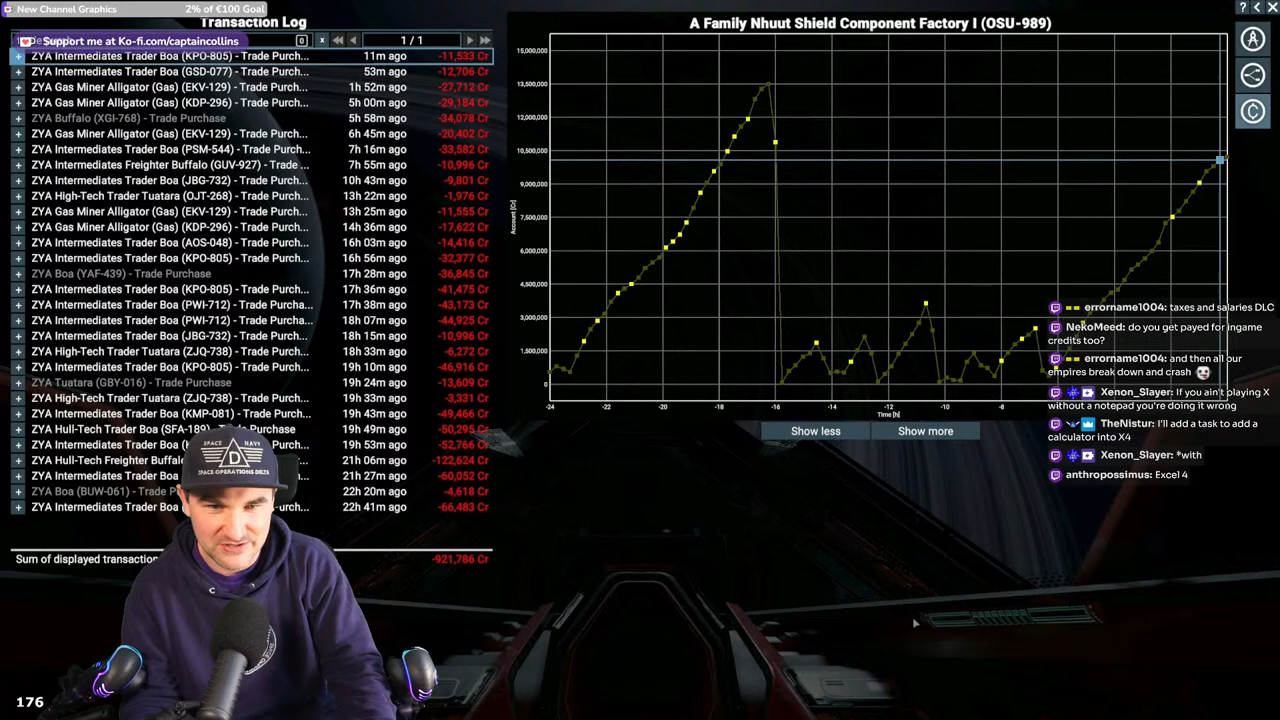 New Channel Graphics
2% of €100 Goal
Transaction Log
Support me at Ko-fi.com/captaincollins
0
x
1 / 1
+ ZYA Intermediates Trader Boa (KPO-805) - Trade Purch... 11m ago -11,533 Cr
+ ZYA Intermediates Trader Boa (GSD-077) - Trade Purch... 53m ago -12,706 Cr
+ ZYA Gas Miner Alligator (Gas) (EKV-129) - Trade Purch... 1h 52m ago -27,712 Cr
+ ZYA Gas Miner Alligator (Gas) (KDP-296) - Trade Purch... 5h 00m ago -29,184 Cr
+ ZYA Buffalo (XGI-768) - Trade Purchase 5h 58m ago -34,078 Cr
+ ZYA Gas Miner Alligator (Gas) (EKV-129) - Trade Purch... 6h 45m ago -20,402 Cr
+ ZYA Intermediates Trader Boa (PSM-544) - Trade Purch... 7h 16m ago -33,582 Cr
+ ZYA Intermediates Freighter Buffalo (GUV-927) - Trade ... 7h 55m ago -10,996 Cr
+ ZYA Intermediates Trader Boa (JBG-732) - Trade Purch... 10h 43m ago -9,801 Cr
+ ZYA High-Tech Trader Tuatara (OJT-268) - Trade Purch... 13h 22m ago -1,976 Cr
+ ZYA Gas Miner Alligator (Gas) (EKV-129) - Trade Purch... 13h 25m ago -11,555 Cr
+ ZYA Gas Miner Alligator (Gas) (KDP-296) - Trade Purch... 14h 36m ago -17,622 Cr
+ ZYA Intermediates Trader Boa (AOS-048) - Trade Purch... 16h 03m ago -14,416 Cr
+ ZYA Intermediates Trader Boa (KPO-805) - Trade Purch... 16h 56m ago -32,377 Cr
+ ZYA Boa (YAF-439) - Trade Purchase 17h 28m ago -36,845 Cr
+ ZYA Intermediates Trader Boa (KPO-805) - Trade Purch... 17h 36m ago -41,475 Cr
+ ZYA Intermediates Trader Boa (PWI-712) - Trade Purcha... 17h 38m ago -43,173 Cr
+ ZYA Intermediates Trader Boa (PWI-712) - Trade Purcha... 18h 07m ago -44,925 Cr
+ ZYA Intermediates Trader Boa (JBG-732) - Trade Purch... 18h 15m ago -10,996 Cr
+ ZYA High-Tech Trader Tuatara (ZJQ-738) - Trade Purch... 18h 33m ago -6,272 Cr
+ ZYA Intermediates Trader Boa (KPO-805) - Trade Purch... 19h 10m ago -46,916 Cr
+ ZYA Tuatara (GBY-016) - Trade Purchase 19h 24m ago -13,609 Cr
+ ZYA High-Tech Trader Tuatara (ZJQ-738) - Trade Purch... 19h 33m ago -3,331 Cr
+ ZYA Intermediates Trader Boa (KMP-081) - Trade Purch... 19h 43m ago -49,466 Cr
+ ZYA Hull-Tech Trader Boa (SFA-189) 19h 49m ago -50,295 Cr
+ ZYA Intermediates 19h 53m ago -52,766 Cr
+ ZYA Hull-Tech Freighter Buffalo 21h 06m ago -122,624 Cr
+ ZYA Intermediates Trader Boa 21h 27m ago -60,052 Cr
+ ZYA Boa (BUW-061) - Trade 22h 20m ago -4,618 Cr
+ ZYA Intermediates Trader Boa 22h 41m ago -66,483 Cr
Sum of displayed -921,786 Cr
SPACE NAVY
D
SPACE OPERATIONS DELTA
176
A Family Nhuut Shield Component Factory I (OSU-989)
15,000,000
13,500,000
12,000,000
10,500,000
9,000,000
7,500,000
6,000,000
4,500,000
3,000,000
1,500,000
0
Account [Cr]
-24 -22 -20 -18 -16 -14 -12 -10 -8
Time [h]
Show less
Show more
? < X
errorname1004: taxes and salaries DLC
NekoMeed: do you get payed for ingame
credits too?
errorname1004: and then all our
empires break down and crash
Xenon_Slayer: If you ain't playing X
without a notepad you're doing it wrong
TheNistur: I'll add a task to add a
calculator into X4
Xenon_Slayer: *with
anthropossimus: Excel 4